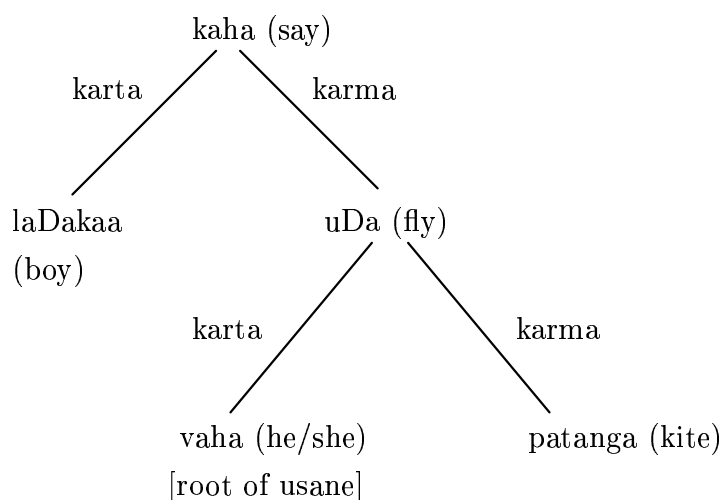 kaha (say)
karta karma
laDakaa uDa (fly)
(boy)
karta karma
vaha (he/she) patanga (kite)
[root of usane]